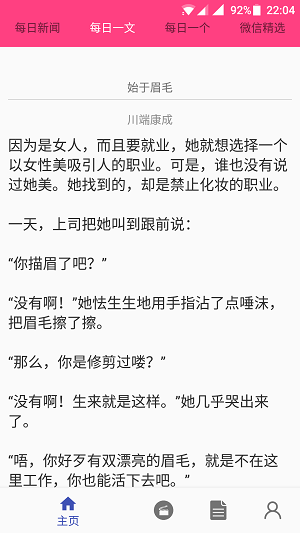 92% 22:04
每日新闻 每日一文 每日一个 微信精选
始于眉毛
川端康成
因为是女人，而且要就业，她就想选择一个
以女性美吸引人的职业。可是，谁也没有说
过她美。她找到的，却是禁止化妆的职业。
一天，上司把她叫到跟前说：
“你描眉了吧？”
“没有啊！”她怯生生地用手指沾了点唾沫，
把眉毛擦了擦。
“那么，你是修剪过喽？”
“没有啊！生来就是这样。”她几乎哭出来
了。
“唔，你好歹有双漂亮的眉毛，就是不在这
里工作，你也能活下去吧。”
主页